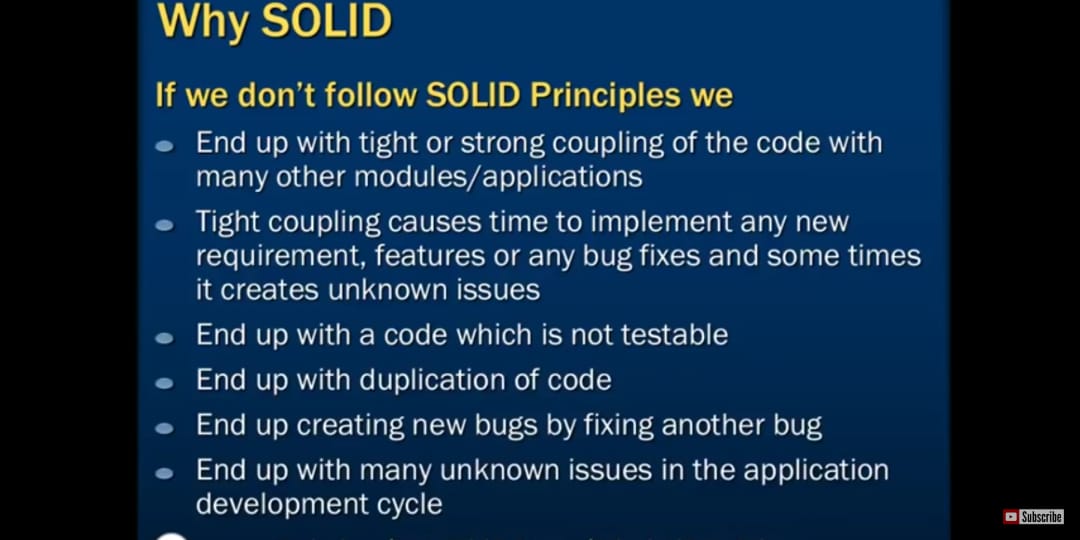 Why SOLID
If we don't follow SOLID Principles we
End up with tight or strong coupling of the code with
many other modules/applications
Tight coupling causes time to implement any new
requirement, features or any bug fixes and some times
it creates unknown issues
End up with a code which is not testable
End up with duplication of code
End up creating new bugs by fixing another bug
End up with many unknown issues in the application
development cycle
Subscribe